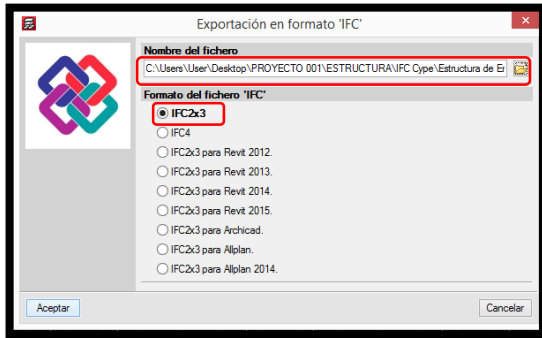 Exportación en formato 'IFC'
Nombre del fichero
C:\Users\User\Desktop\PROYECTO 001\ESTRUCTURA\IFC Cype\Estructura de Er
Formato del fichero 'IFC'
IFC2x3
IFC4
IFC2x3 para Revit 2012.
IFC2x3 para Revit 2013.
IFC2x3 para Revit 2014.
IFC2x3 para Revit 2015.
IFC2x3 para Archicad.
IFC2x3 para Allplan.
IFC2x3 para Allplan 2014.
Aceptar
Cancelar